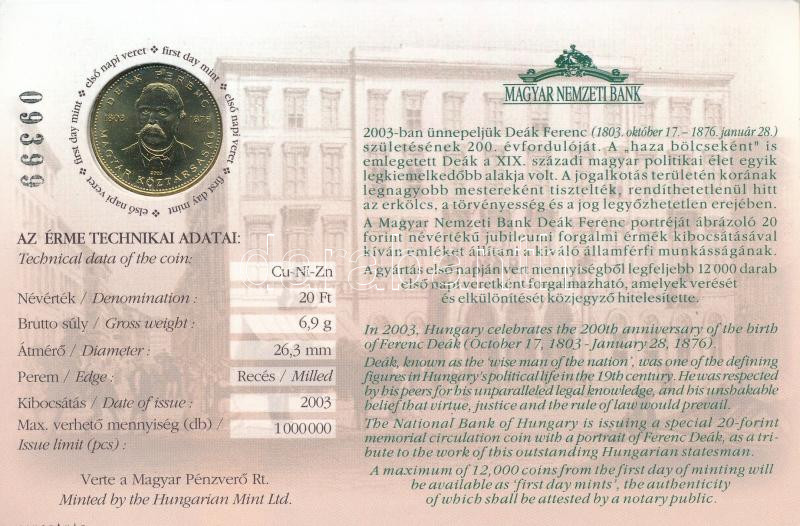 első napi veret ❖ first day mint ❖ első napi veret ❖ first day mint ❖ első napi veret ❖ first day mint ❖
DEÁK FERENC
1803 1876
2003
MAGYAR KÖZTÁRSASÁG
09399
AZ ÉRME TECHNIKAI ADATAI:
Technical data of the coin:
Cu-Ni-Zn
Névérték / Denomination : 20 Ft
Brutto súly / Gross weight : 6,9 g
Átmérő / Diameter : 26,3 mm
Perem / Edge : Recés / Milled
Kibocsátás / Date of issue : 2003
Max. verhető mennyiség (db) /
Issue limit (pcs) : 1000000
Verte a Magyar Pénzverő Rt.
Minted by the Hungarian Mint Ltd.
MAGYAR NEMZETI BANK
2003-ban ünnepeljük Deák Ferenc (1803. október 17. – 1876. január 28.)
születésének 200. évfordulóját. A „haza bölcseként" is
emlegetett Deák a XIX. századi magyar politikai élet egyik
legkiemelkedőbb alakja volt. A jogalkotás területén korának
legnagyobb mestereként tisztelték, rendíthetetlenül hitt
az erkölcs, a törvényesség és a jog legyőzhetetlen erejében.
A Magyar Nemzeti Bank Deák Ferenc portréját ábrázoló 20
forint névértékű jubileumi forgalmi érmék kibocsátásával
kíván emléket állítani a kiváló államférfi munkásságának.
A gyártás első napján vert mennyiségből legfeljebb 12 000 darab
első napi veretként forgalmazható, amelyek verését
és elkülönítését közjegyző hitelesítette.
In 2003, Hungary celebrates the 200th anniversary of the birth
of Ferenc Deák (October 17, 1803 - January 28, 1876).
Deák, known as the 'wise man of the nation', was one of the defining
figures in Hungary's political life in the 19th century. He was respected
by his peers for his unparalleled legal knowledge, and his unshakable
belief that virtue, justice and the rule of law would prevail.
The National Bank of Hungary is issuing a special 20-forint
memorial circulation coin with a portrait of Ferenc Deák, as a tri-
bute to the work of this outstanding Hungarian statesman.
A maximum of 12,000 coins from the first day of minting will
be available as 'first day mints', the authenticity
of which shall be attested by a notary public.